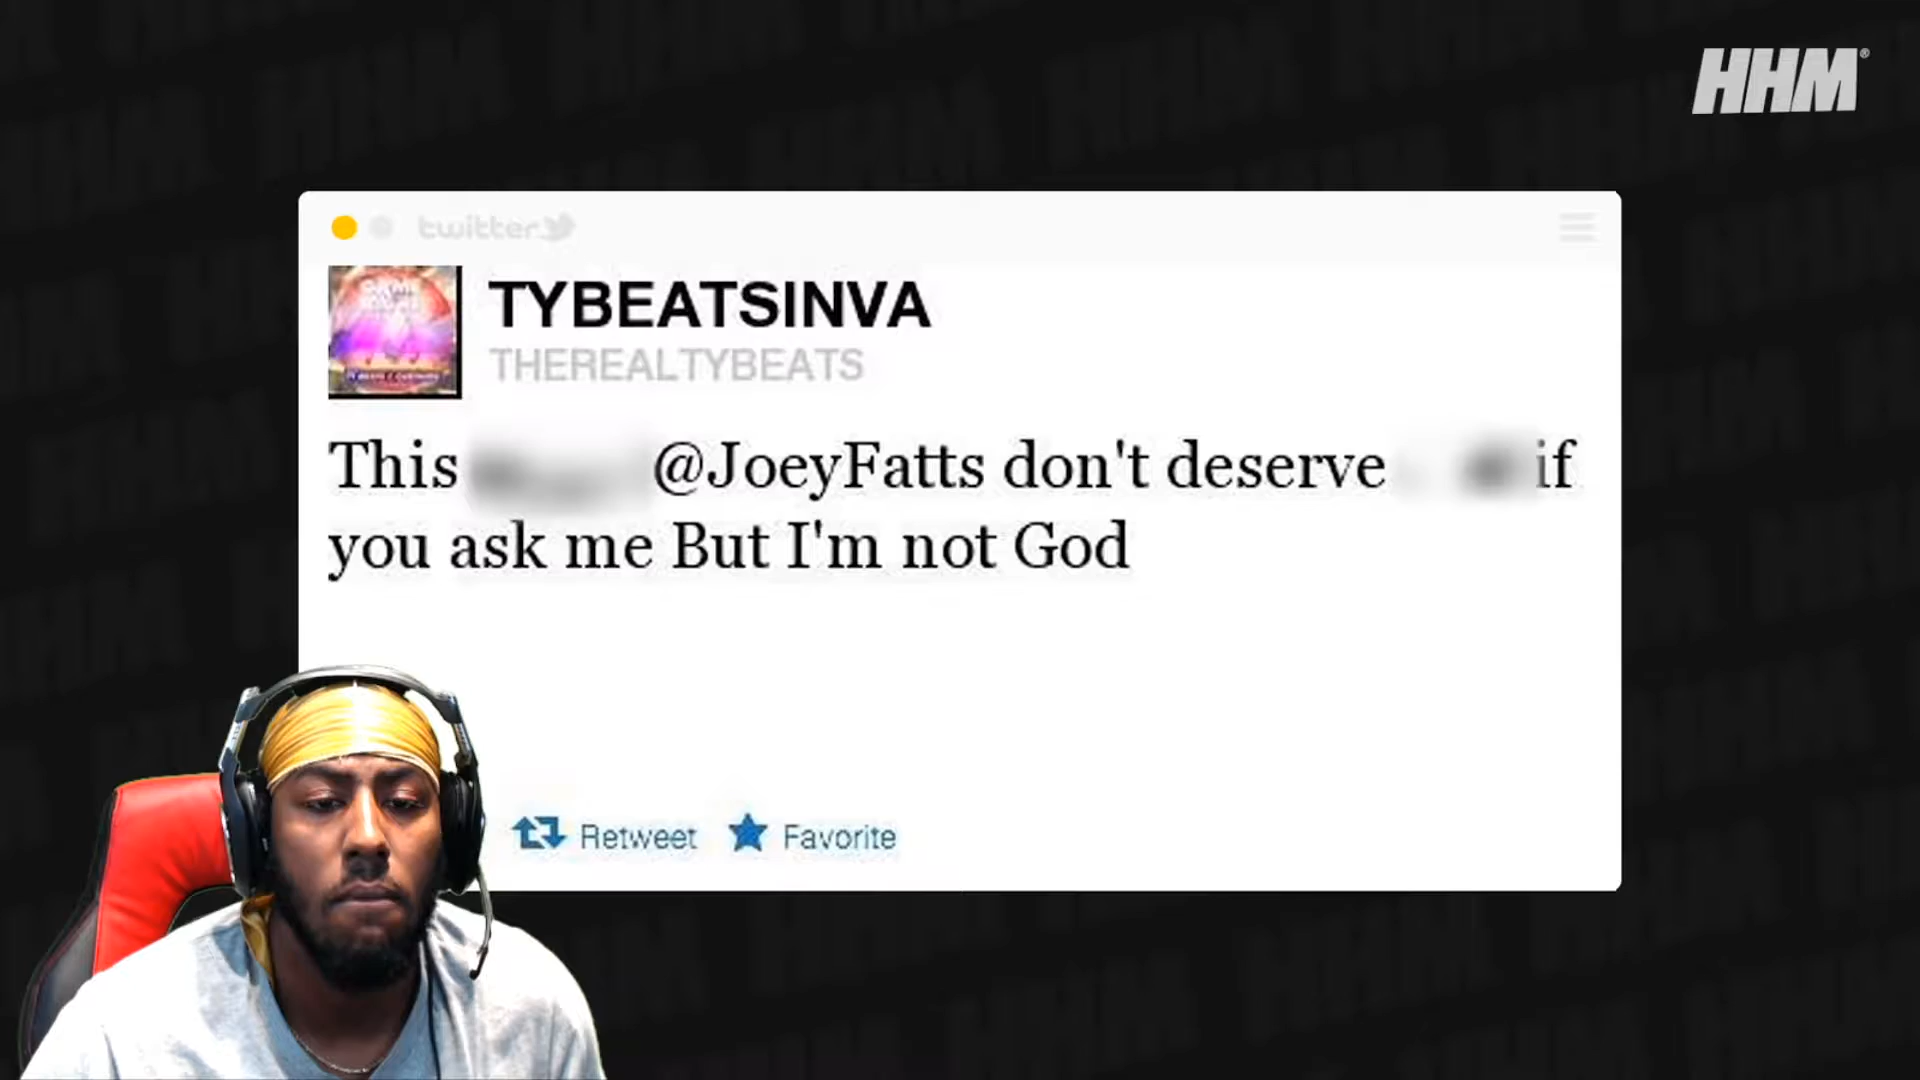 HHM®
twitter
TYBEATSINVA
THEREALTYBEATS
This @JoeyFatts don't deserve if
you ask me But I'm not God
Retweet Favorite